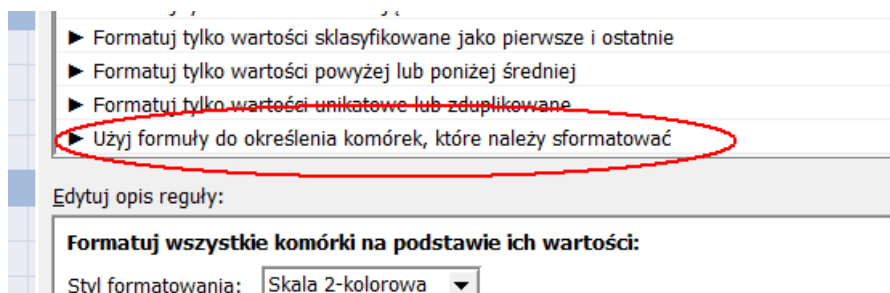 ► Formatuj tylko wartości sklasyfikowane jako pierwsze i ostatnie
► Formatuj tylko wartości powyżej lub poniżej średniej
► Formatuj tylko wartości unikatowe lub zduplikowane
► Użyj formuły do określenia komórek, które należy sformatować
Edytuj opis reguły:
Formatuj wszystkie komórki na podstawie ich wartości:
Styl formatowania: Skala 2-kolorowa